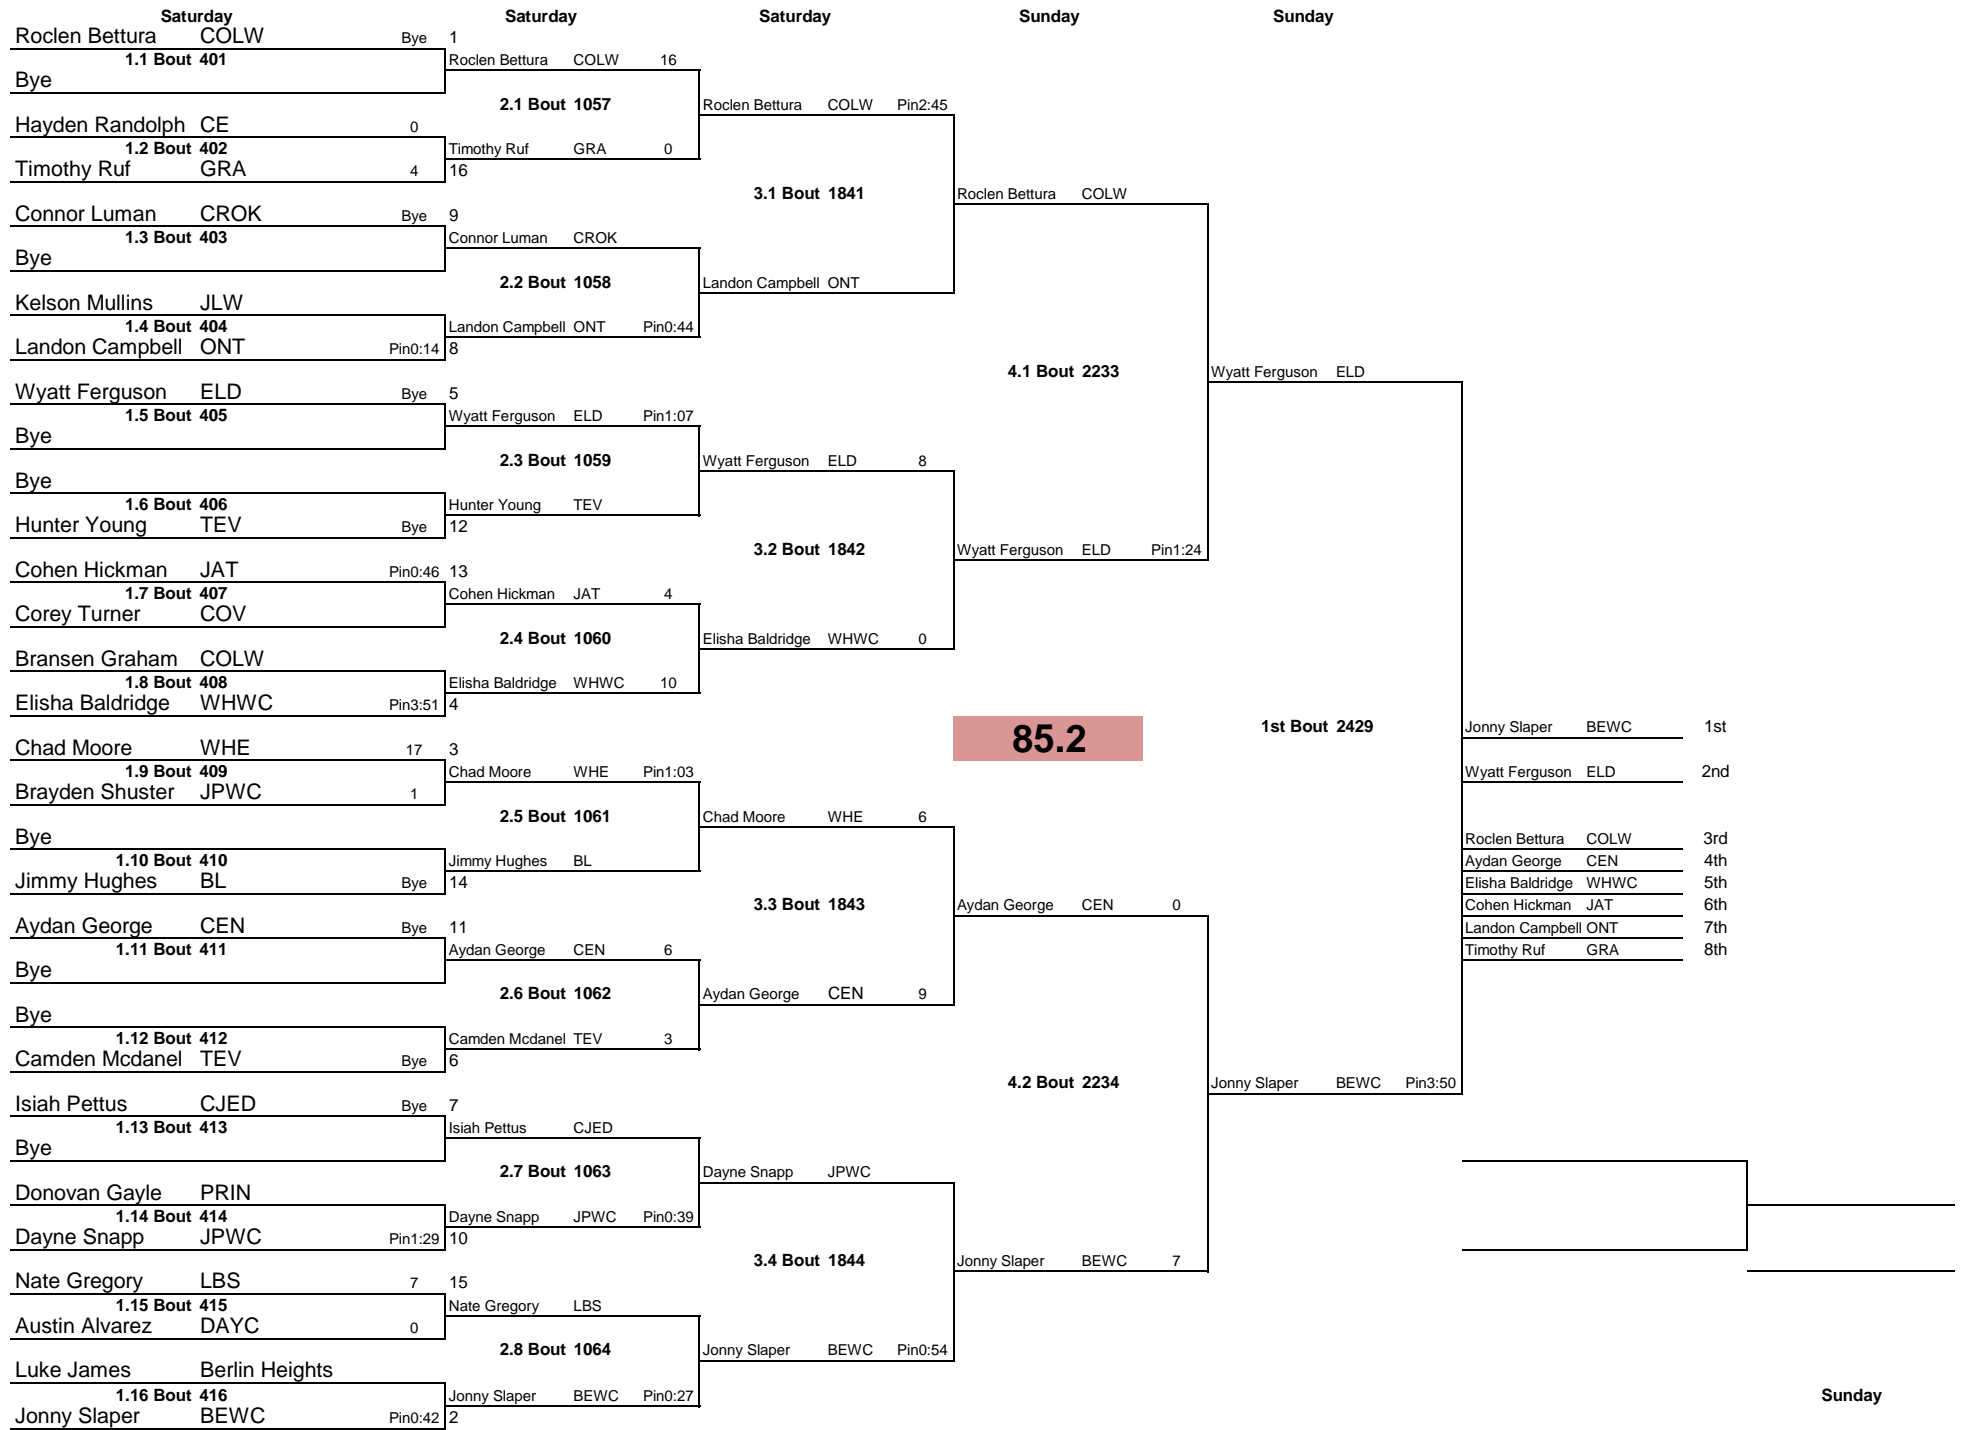 Saturday Saturday Saturday Sunday Sunday
Roclen Bettura COLW Bye 1
1.1 Bout 401
Bye
Hayden Randolph CE 0
1.2 Bout 402
Timothy Ruf GRA 4 16
Connor Luman CROK Bye 9
1.3 Bout 403
Bye
Kelson Mullins JLW
1.4 Bout 404
Landon Campbell ONT Pin0:14 8
Wyatt Ferguson ELD Bye 5
1.5 Bout 405
Bye
Bye
1.6 Bout 406
Hunter Young TEV Bye 12
Cohen Hickman JAT Pin0:46 13
1.7 Bout 407
Corey Turner COV
Bransen Graham COLW
1.8 Bout 408
Elisha Baldridge WHWC Pin3:51 4
Chad Moore WHE 17 3
1.9 Bout 409
Brayden Shuster JPWC 1
Bye
1.10 Bout 410
Jimmy Hughes BL Bye 14
Aydan George CEN Bye 11
1.11 Bout 411
Bye
Bye
1.12 Bout 412
Camden Mcdanel TEV Bye 6
Isiah Pettus CJED Bye 7
1.13 Bout 413
Bye
Donovan Gayle PRIN
1.14 Bout 414
Dayne Snapp JPWC Pin1:29 10
Nate Gregory LBS 7 15
1.15 Bout 415
Austin Alvarez DAYC 0
Luke James Berlin Heights
1.16 Bout 416
Jonny Slaper BEWC Pin0:42 2
Roclen Bettura COLW 16
2.1 Bout 1057
Timothy Ruf GRA 0
Connor Luman CROK
2.2 Bout 1058
Landon Campbell ONT Pin0:44
Wyatt Ferguson ELD Pin1:07
2.3 Bout 1059
Hunter Young TEV
Cohen Hickman JAT 4
2.4 Bout 1060
Elisha Baldridge WHWC 10
Chad Moore WHE Pin1:03
2.5 Bout 1061
Jimmy Hughes BL
Aydan George CEN 6
2.6 Bout 1062
Camden Mcdanel TEV 3
Isiah Pettus CJED
2.7 Bout 1063
Dayne Snapp JPWC Pin0:39
Nate Gregory LBS
2.8 Bout 1064
Jonny Slaper BEWC Pin0:27
Roclen Bettura COLW Pin2:45
3.1 Bout 1841
Landon Campbell ONT
Wyatt Ferguson ELD 8
3.2 Bout 1842
Elisha Baldridge WHWC 0
Chad Moore WHE 6
3.3 Bout 1843
Aydan George CEN 9
Dayne Snapp JPWC
3.4 Bout 1844
Jonny Slaper BEWC Pin0:54
Roclen Bettura COLW
4.1 Bout 2233
Wyatt Ferguson ELD Pin1:24
85.2
Aydan George CEN 0
4.2 Bout 2234
Jonny Slaper BEWC 7
Wyatt Ferguson ELD
1st Bout 2429
Jonny Slaper BEWC Pin3:50
Jonny Slaper BEWC 1st
Wyatt Ferguson ELD 2nd
Roclen Bettura COLW 3rd
Aydan George CEN 4th
Elisha Baldridge WHWC 5th
Cohen Hickman JAT 6th
Landon Campbell ONT 7th
Timothy Ruf GRA 8th
Sunday